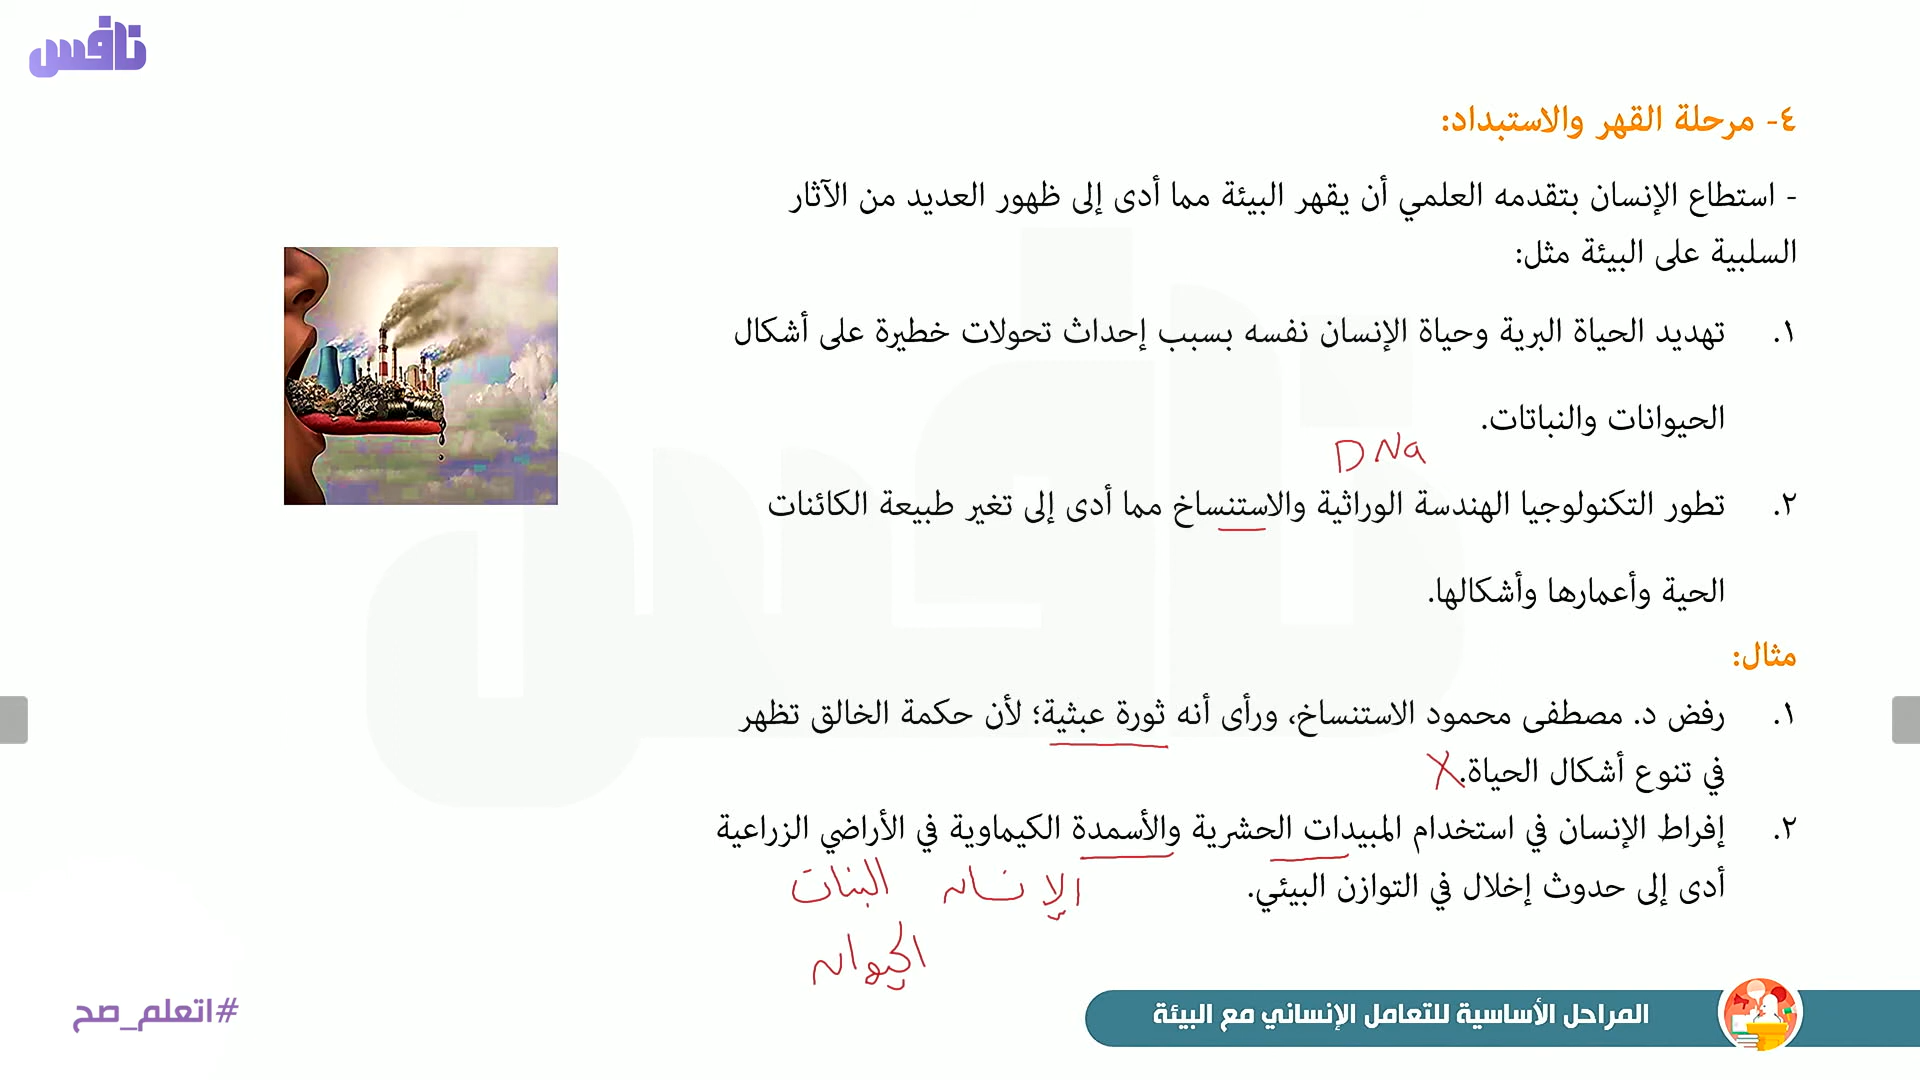 نافس
٤- مرحلة القهر والاستبداد:
- استطاع الإنسان بتقدمه العلمي أن يقهر البيئة مما أدى إلى ظهور العديد من الآثار
السلبية على البيئة مثل:
١. تهديد الحياة البرية وحياة الإنسان نفسه بسبب إحداث تحولات خطيرة على أشكال
الحيوانات والنباتات.
DNa
٢. تطور التكنولوجيا الهندسة الوراثية والاستنساخ مما أدى إلى تغير طبيعة الكائنات
الحية وأعمارها وأشكالها.
مثال:
١. رفض د. مصطفى محمود الاستنساخ، ورأى أنه ثورة عبثية؛ لأن حكمة الخالق تظهر
في تنوع أشكال الحياة.
٢. إفراط الإنسان في استخدام المبيدات الحشرية والأسمدة الكيماوية في الأراضي الزراعية
أدى إلى حدوث إخلال في التوازن البيئي.
الإنسان النبات
الحيوان
المراحل الأساسية للتعامل الإنساني مع البيئة
#اتعلم_صح